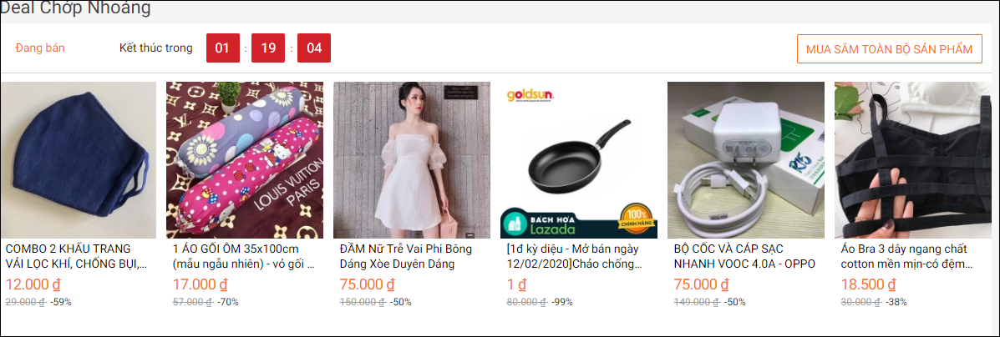 Deal Chớp Nhoáng
Đang bán
Kết thúc trong
01 : 19 : 04
MUA SẮM TOÀN BỘ SẢN PHẨM
LOUIS VUITTON
PARIS
goldsun.
BÁCH HÓA
Lazada
100%
CHÍNH HÃNG
R15
COMBO 2 KHẨU TRANG
VẢI LỌC KHÍ, CHỐNG BỤI,...
12.000 ₫
29.000 ₫ -59%
1 ÁO GỐI ÔM 35x100cm
(mẫu ngẫu nhiên) - vỏ gối ...
17.000 ₫
57.000 ₫ -70%
ĐẦM Nữ Trễ Vai Phi Bông
Dáng Xòe Duyên Dáng
75.000 ₫
150.000 ₫ -50%
[1đ kỳ diệu - Mở bán ngày
12/02/2020]Chảo chống...
1 ₫
80.000 ₫ -99%
BỘ CỐC VÀ CÁP SẠC
NHANH VOOC 4.0A - OPPO
75.000 ₫
149.000 ₫ -50%
Áo Bra 3 dây ngang chất
cotton mền mịn-có đệm...
18.500 ₫
30.000 ₫ -38%